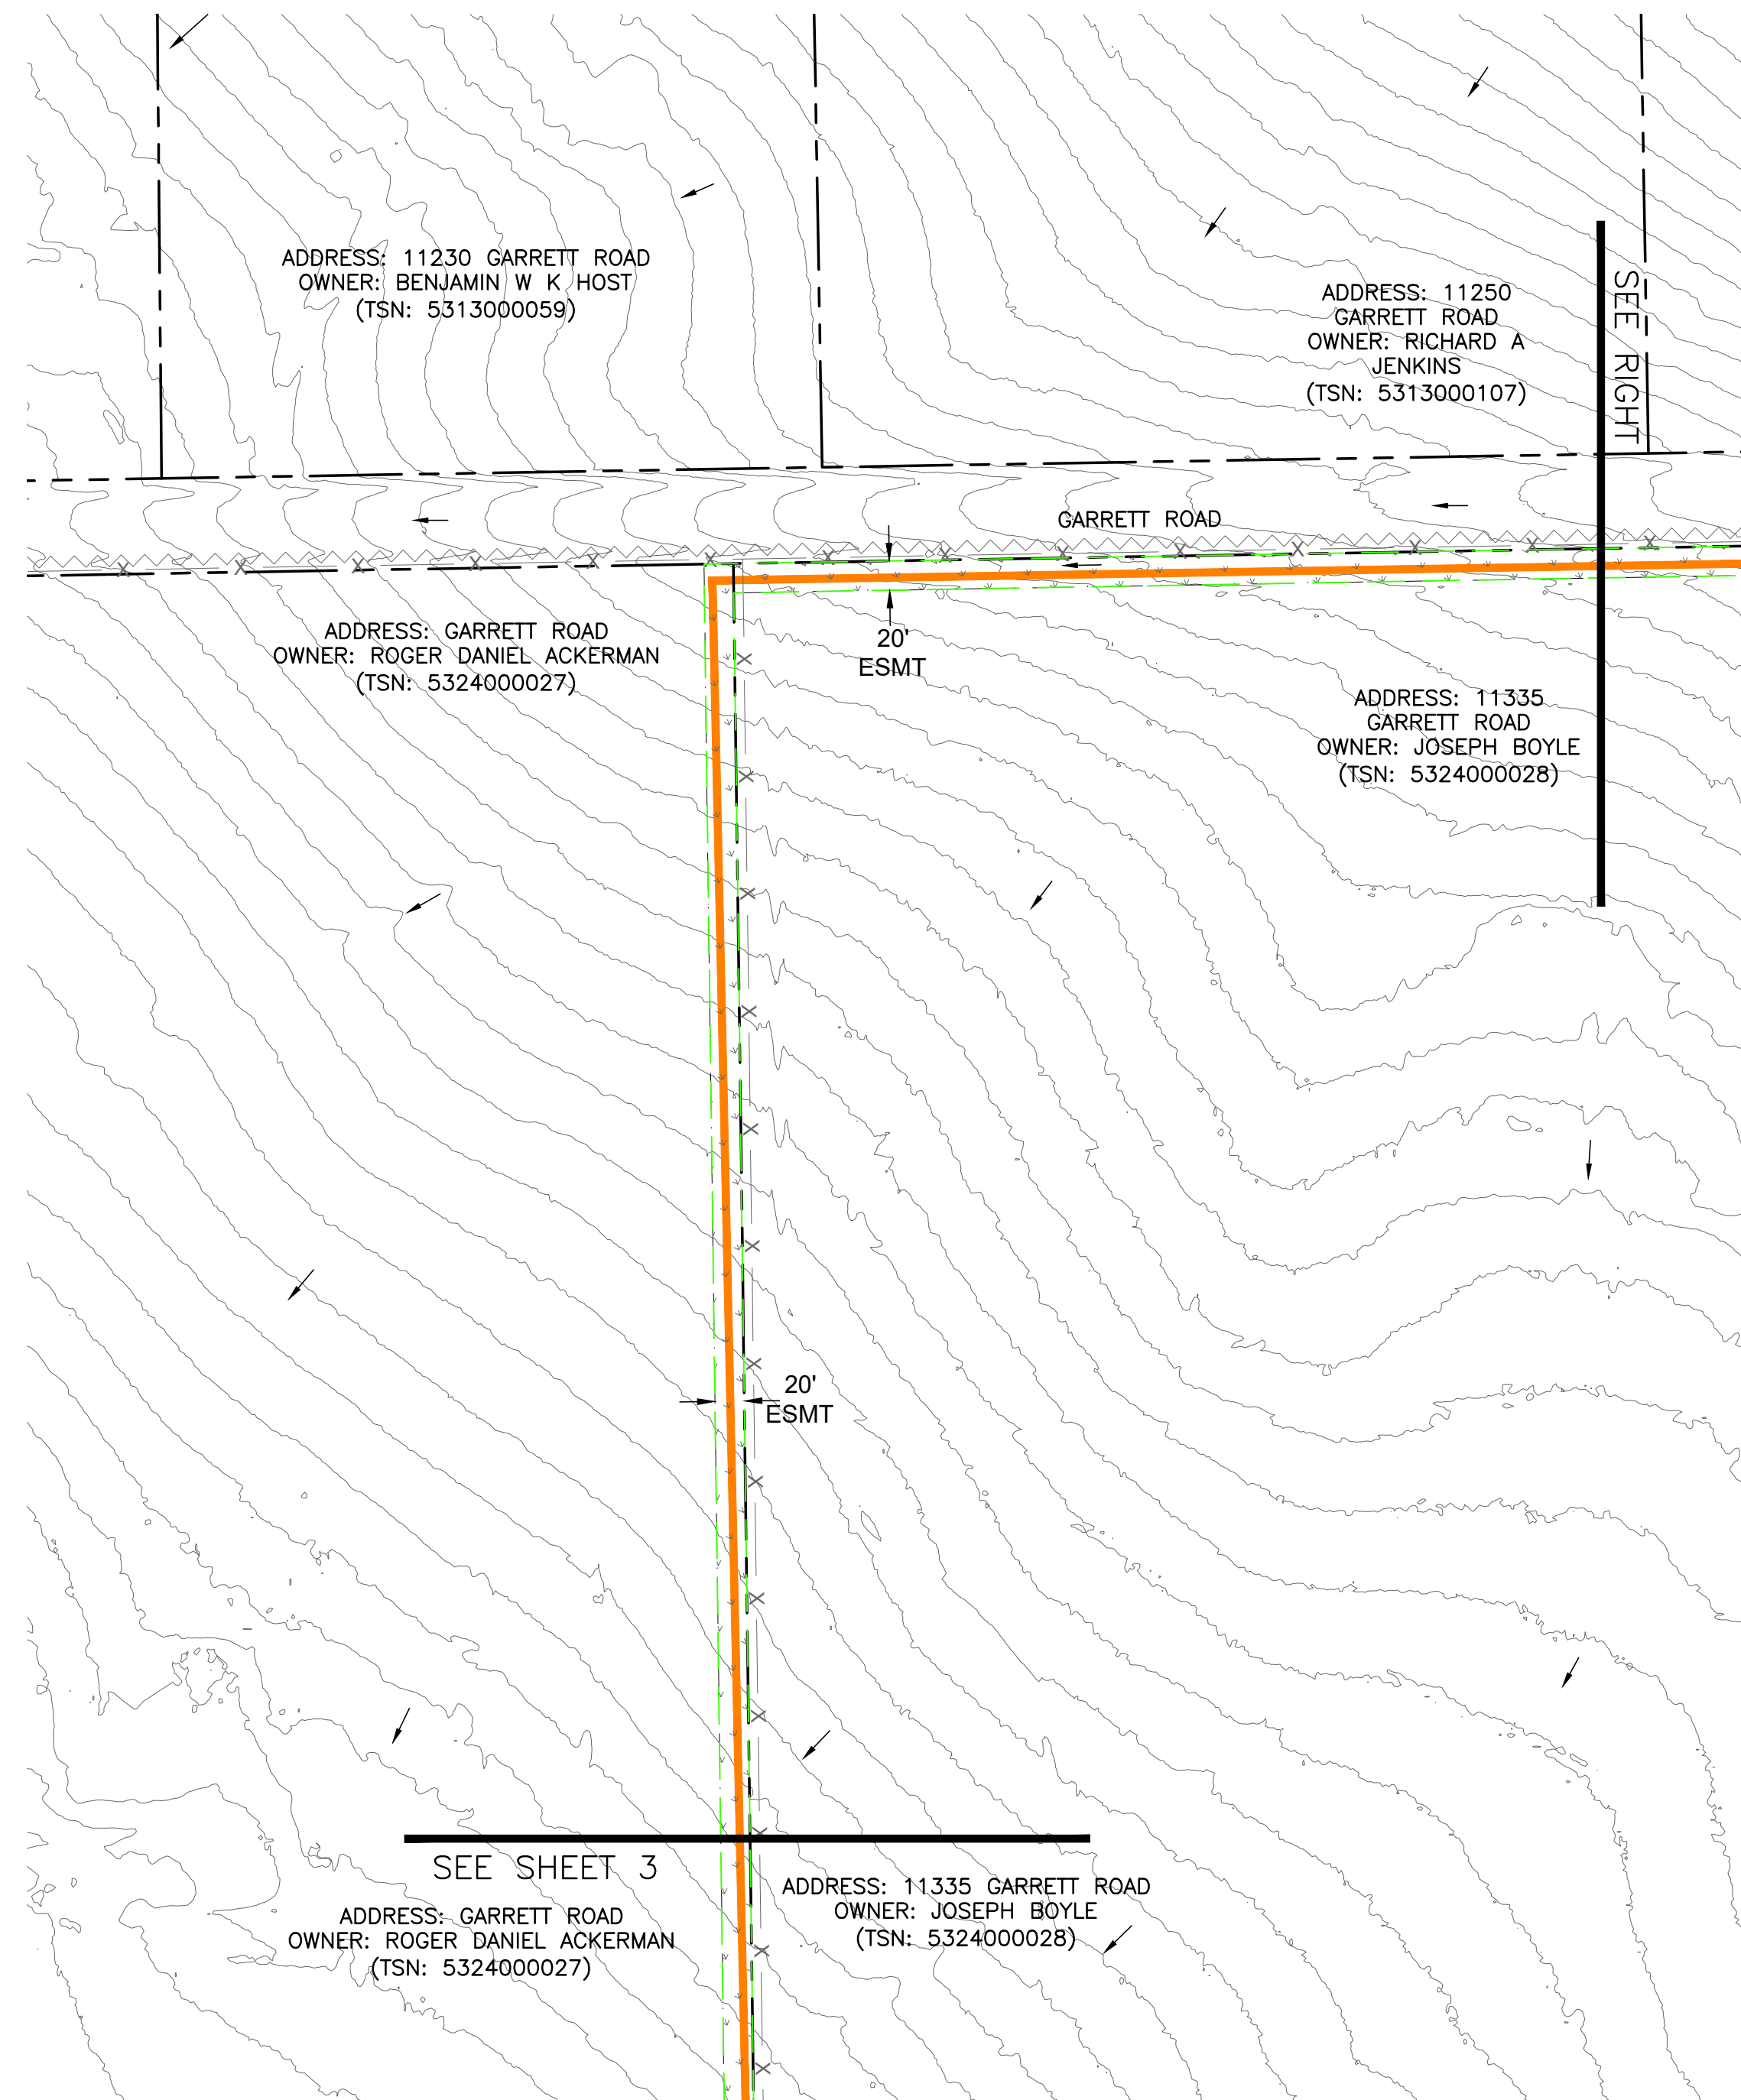 ADDRESS: 11230 GARRETT ROAD
OWNER: BENJAMIN W K HOST
(TSN: 5313000059)
ADDRESS: 11250
GARRETT ROAD
OWNER: RICHARD A
JENKINS
(TSN: 5313000107)
SEE RIGHT
GARRETT ROAD
ADDRESS: GARRETT ROAD
OWNER: ROGER DANIEL ACKERMAN
(TSN: 5324000027)
20'
ESMT
ADDRESS: 11335
GARRETT ROAD
OWNER: JOSEPH BOYLE
(TSN: 5324000028)
20'
ESMT
SEE SHEET 3
ADDRESS: GARRETT ROAD
OWNER: ROGER DANIEL ACKERMAN
(TSN: 5324000027)
ADDRESS: 11335 GARRETT ROAD
OWNER: JOSEPH BOYLE
(TSN: 5324000028)